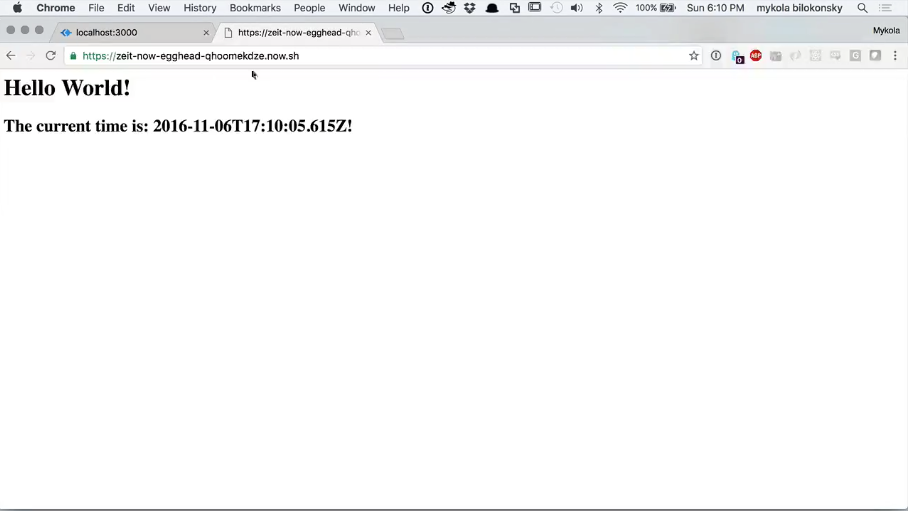 Chrome File Edit View History Bookmarks People Window Help 100% Sun 6:10 PM mykola bilokonsky
localhost:3000 https://zeit-now-egghead-qho Mykola
https://zeit-now-egghead-qhoomekdze.now.sh ABP 0
Hello World!
The current time is: 2016-11-06T17:10:05.615Z!